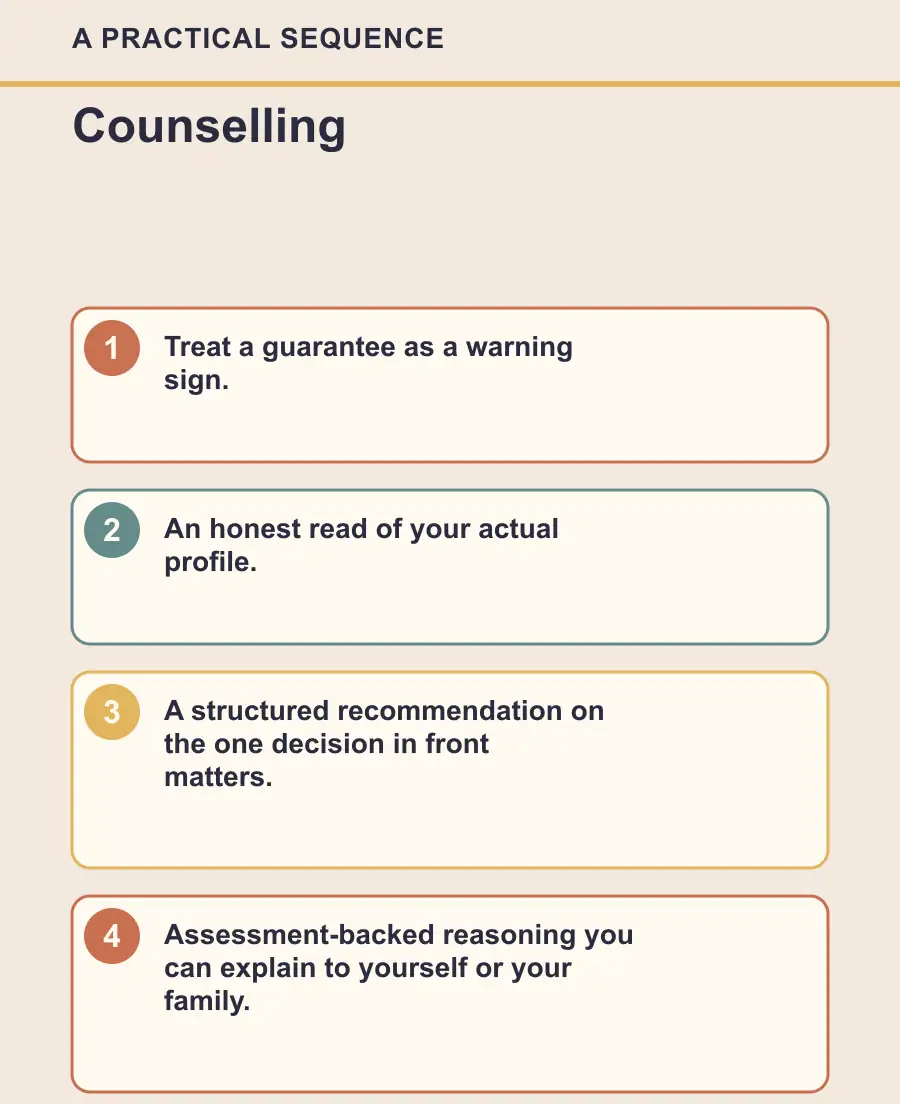 A PRACTICAL SEQUENCE
Counselling
1
Treat a guarantee as a warning
sign.
2
An honest read of your actual
profile.
3
A structured recommendation on
the one decision in front
matters.
4
Assessment-backed reasoning you
can explain to yourself or your
family.